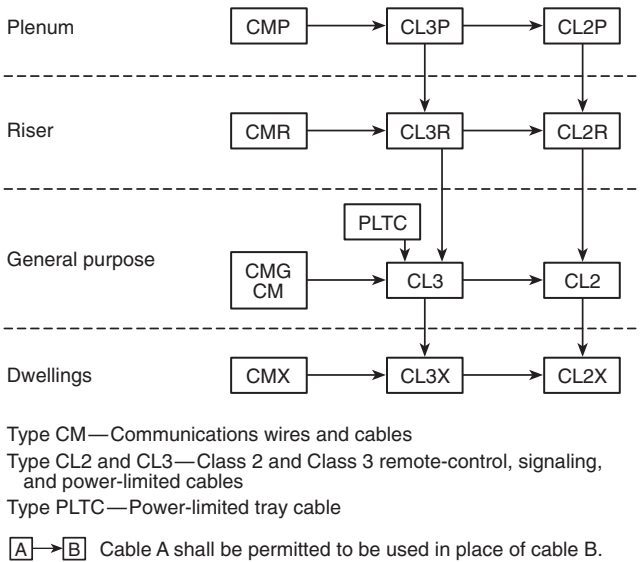 Plenum CMP CL3P CL2P
Riser CMR CL3R CL2R
PLTC
General purpose CMG CM CL3 CL2
Dwellings CMX CL3X CL2X
Type CM—Communications wires and cables
Type CL2 and CL3—Class 2 and Class 3 remote-control, signaling,
and power-limited cables
Type PLTC—Power-limited tray cable
A B Cable A shall be permitted to be used in place of cable B.